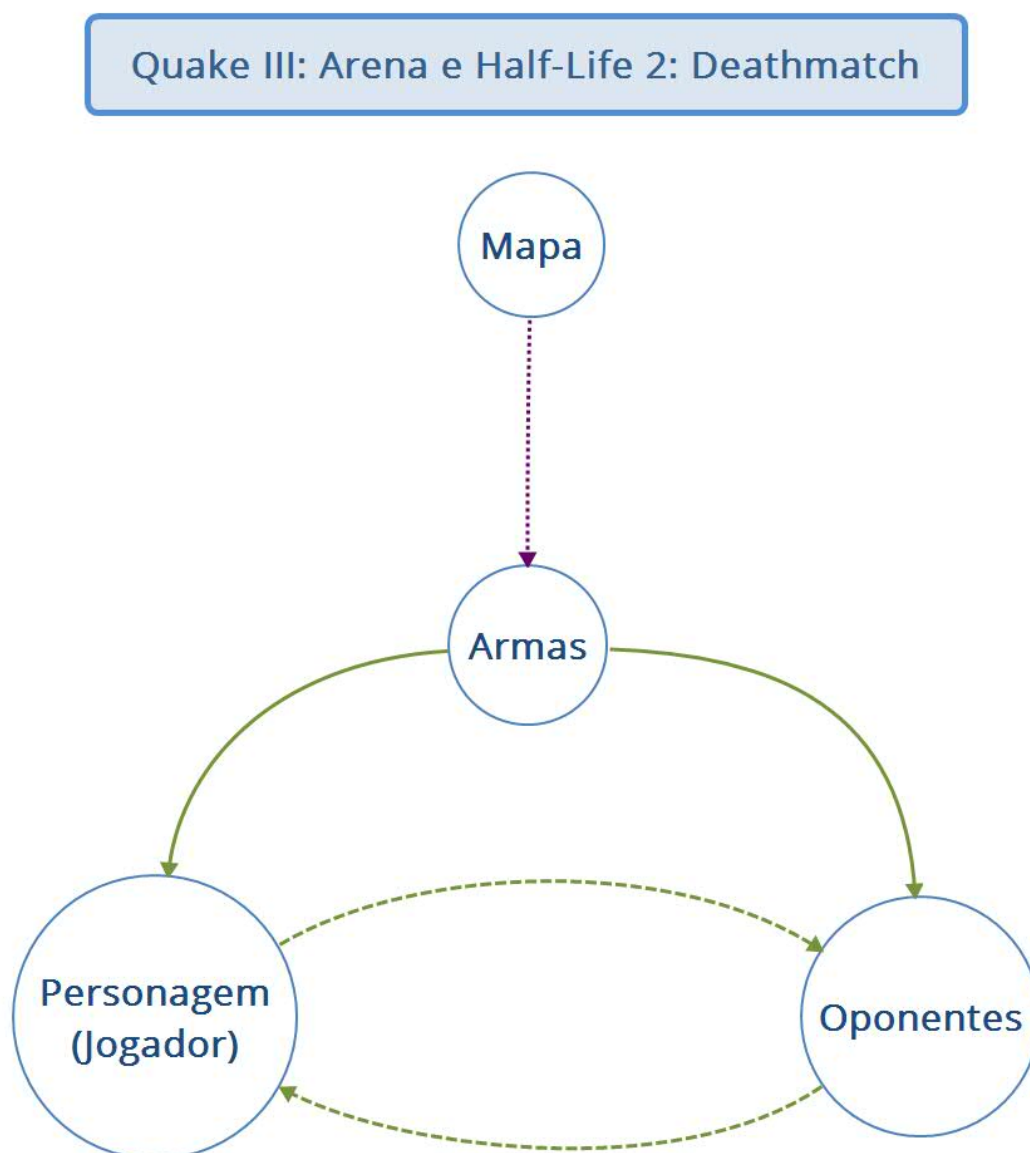 Quake III: Arena e Half-Life 2: Deathmatch
Mapa
Armas
Personagem
(Jogador)
Oponentes